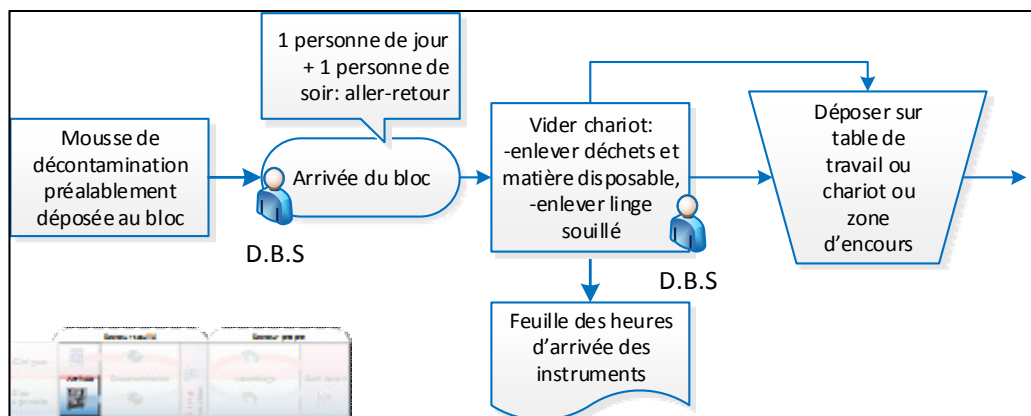 1 personne de jour
+ 1 personne de
soir: aller-retour
Mousse de
décontamination
préalablement
déposée au bloc
Arrivée du bloc
D.B.S
Vider chariot:
-enlever déchets et
matière disposable,
-enlever linge
souillé
D.B.S
Déposer sur
table de
travail ou
chariot ou
zone
d’encours
Feuille des heures
d’arrivée des
instruments